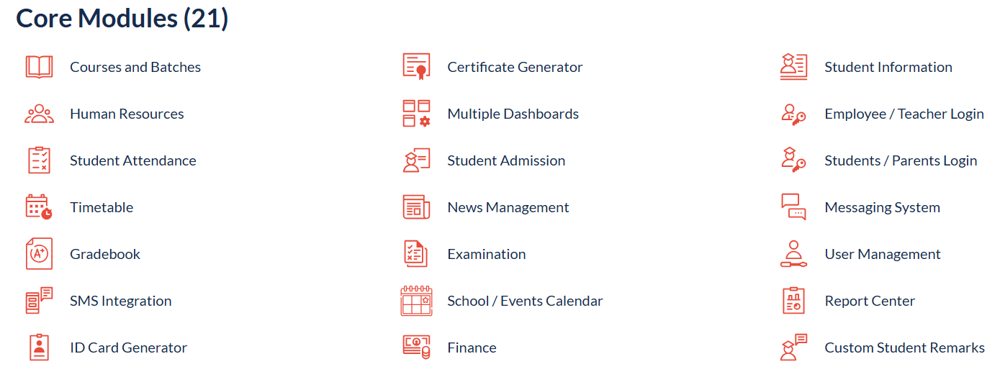 Core Modules (21)
Courses and Batches
Certificate Generator
Student Information
Human Resources
Multiple Dashboards
Employee / Teacher Login
Student Attendance
Student Admission
Students / Parents Login
Timetable
News Management
Messaging System
Gradebook
A+
Examination
User Management
SMS Integration
School / Events Calendar
Report Center
ID Card Generator
Finance
Custom Student Remarks